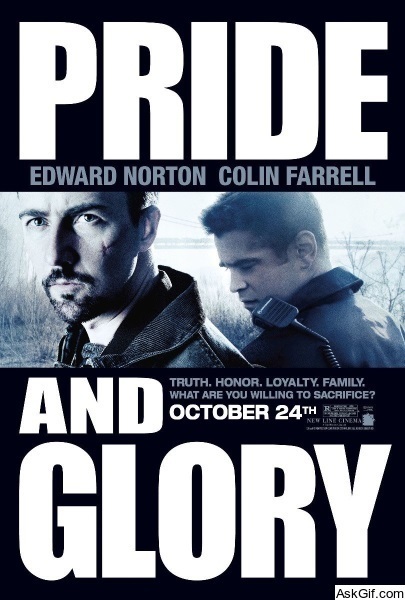 PRIDE
EDWARD NORTON COLIN FARRELL
TRUTH. HONOR. LOYALTY. FAMILY.
WHAT ARE YOU WILLING TO SACRIFICE?
AND
OCTOBER 24TH
R
NEW LINE CINEMA
GLORY
AskGif.com